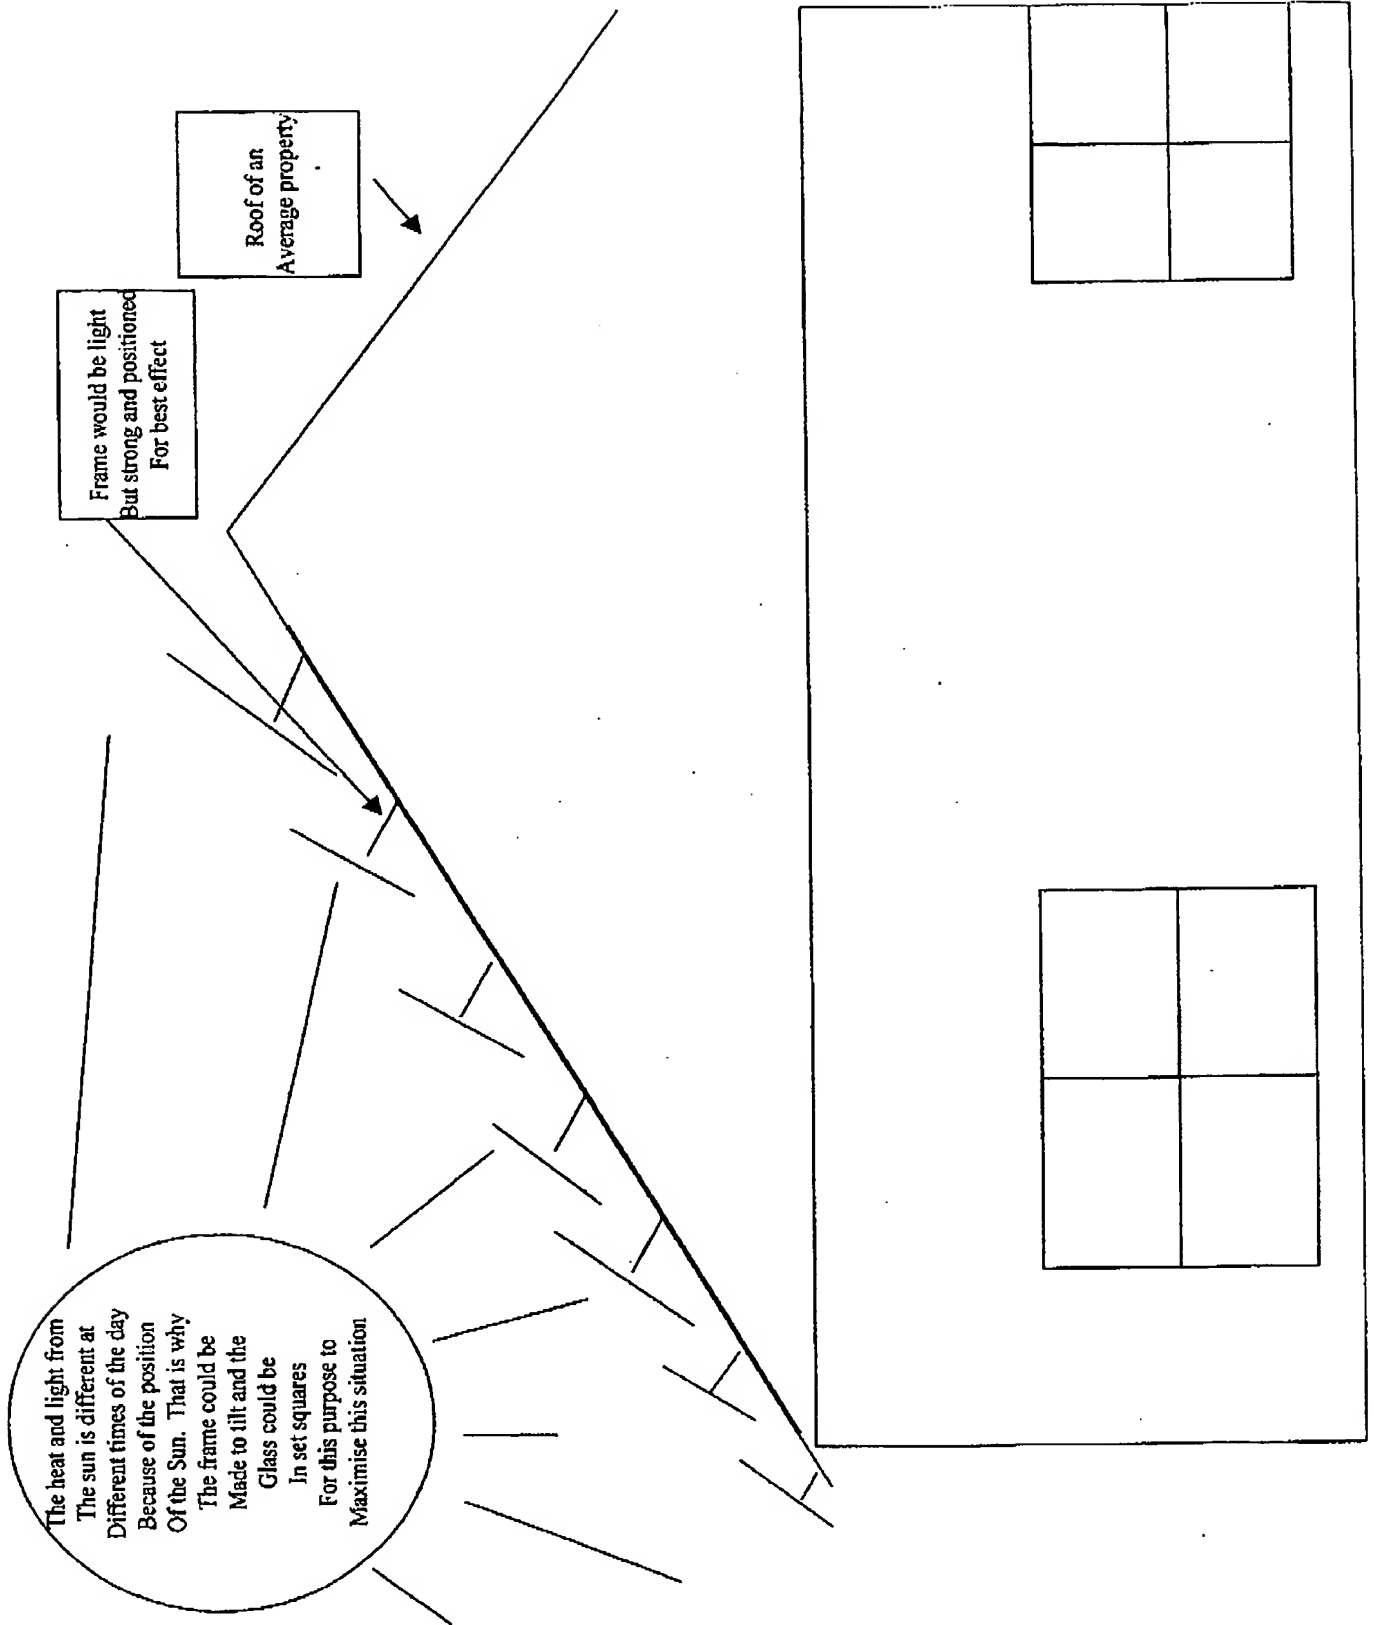 The heat and light from
The sun is different at
Different times of the day
Because of the position
Of the Sun. That is why
The frame could be
Made to tilt and the
Glass could be
In set squares
For this purpose to
Maximise this situation
Frame would be light
But strong and positioned
For best effect
Roof of an
Average property